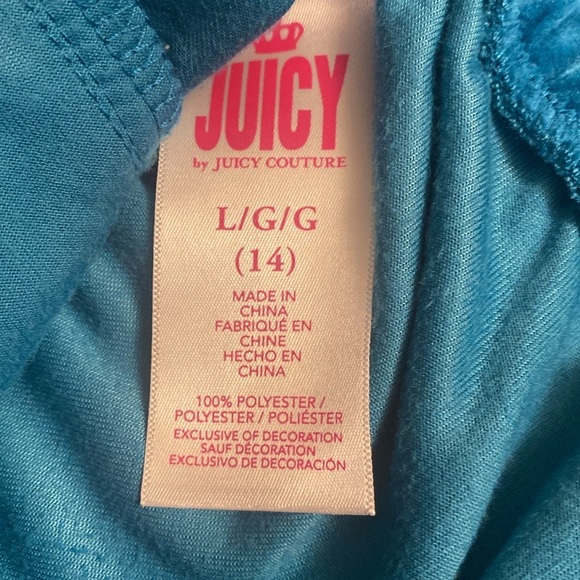 JUICY
by JUICY COUTURE
L/G/G
(14)
MADE IN
CHINA
FABRIQUÉ EN
CHINE
HECHO EN
CHINA
100% POLYESTER /
POLYESTER / POLIÉSTER
EXCLUSIVE OF DECORATION
SAUF DÉCORATION
EXCLUSIVO DE DECORACIÓN